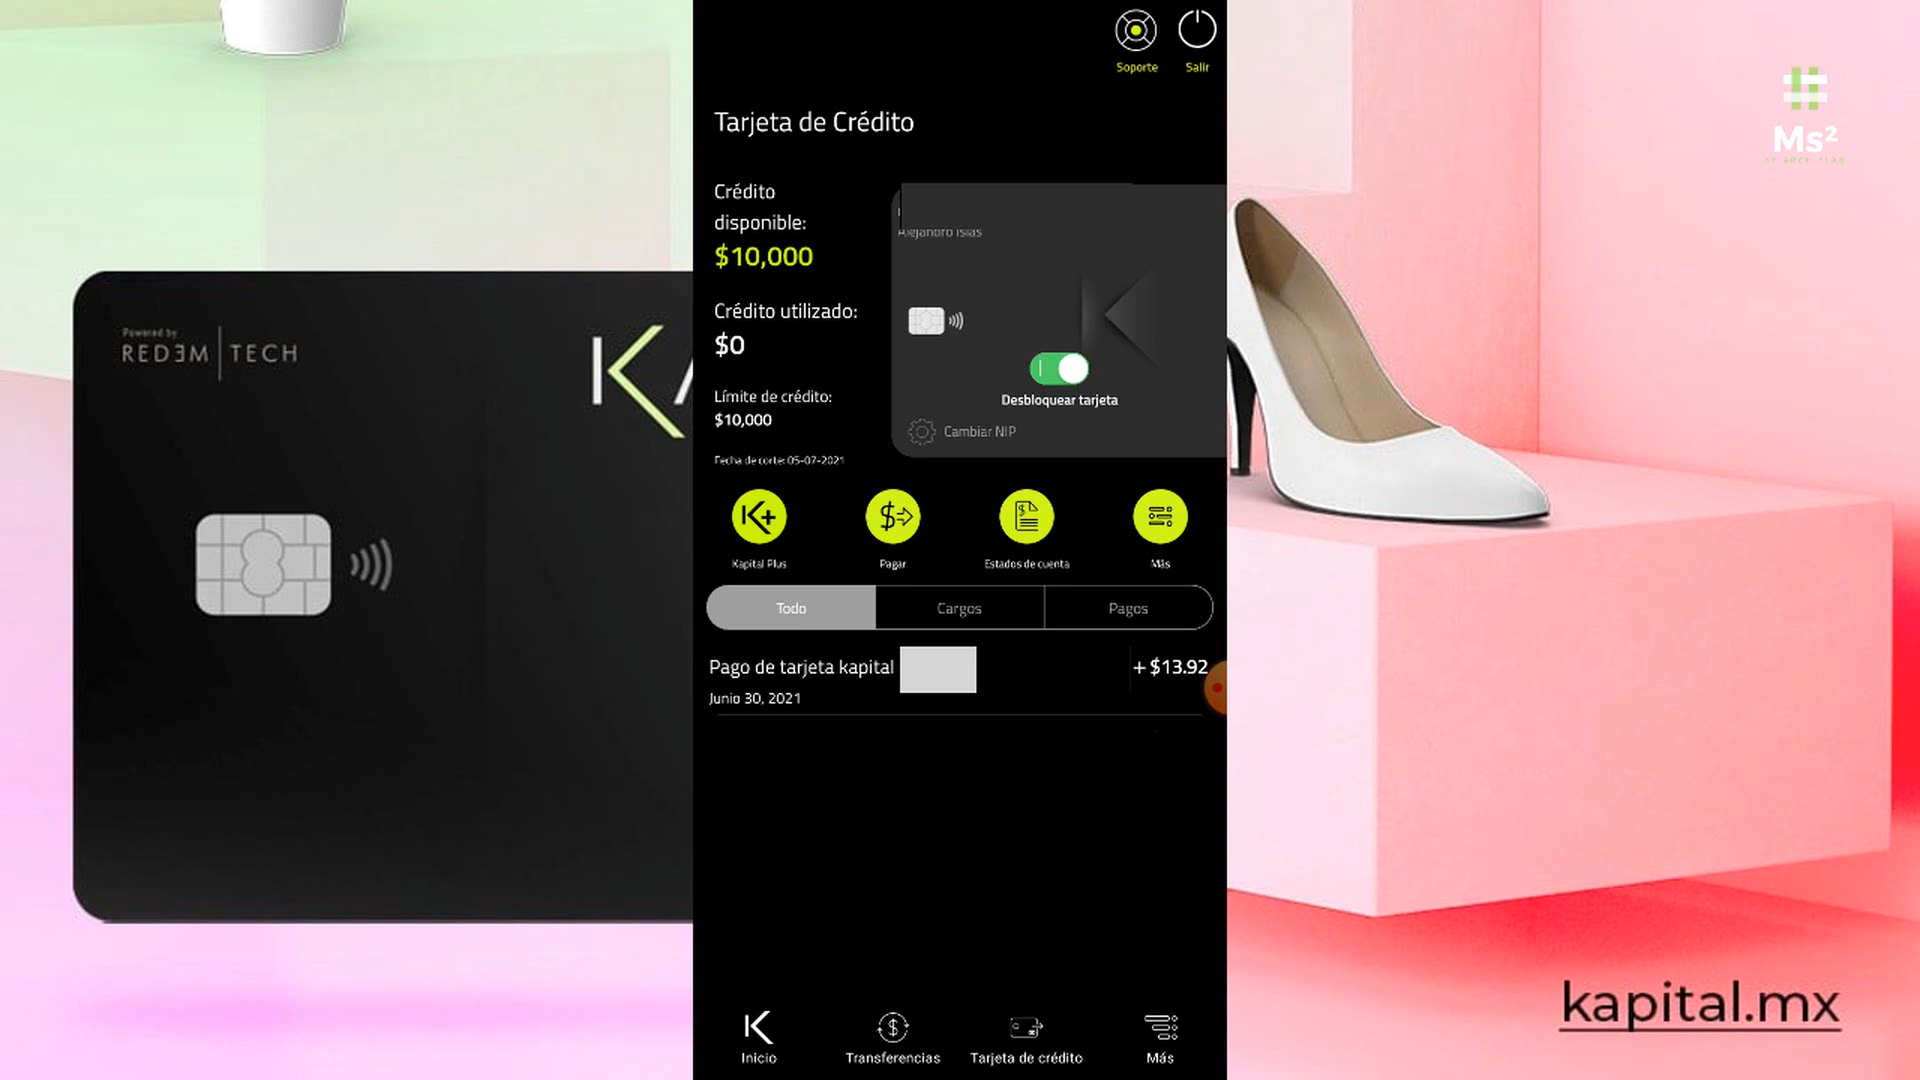 Powered by
REDƎM TECH
Soporte
Salir
Tarjeta de Crédito
Crédito
disponible:
$10,000
Crédito utilizado:
$0
Límite de crédito:
$10,000
Fecha de corte: 05-07-2021
Alejandro Islas
Desbloquear tarjeta
Cambiar NIP
Kapital Plus
Pagar
Estados de cuenta
Más
Todo
Cargos
Pagos
Pago de tarjeta kapital
+ $13.92
Junio 30, 2021
Inicio
Transferencias
Tarjeta de crédito
Más
Ms²
kapital.mx